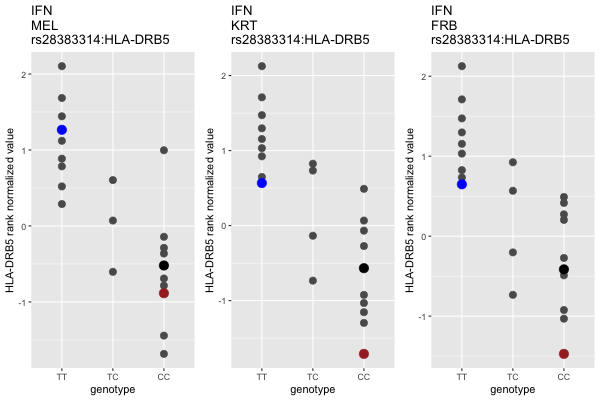 IFN
MEL
rs28383314:HLA-DRB5
HLA-DRB5 rank normalized value
2
1
0
-1
TT TC CC
genotype
IFN
KRT
rs28383314:HLA-DRB5
HLA-DRB5 rank normalized value
2
1
0
-1
TT TC CC
genotype
IFN
FRB
rs28383314:HLA-DRB5
HLA-DRB5 rank normalized value
2
1
0
-1
TT TC CC
genotype